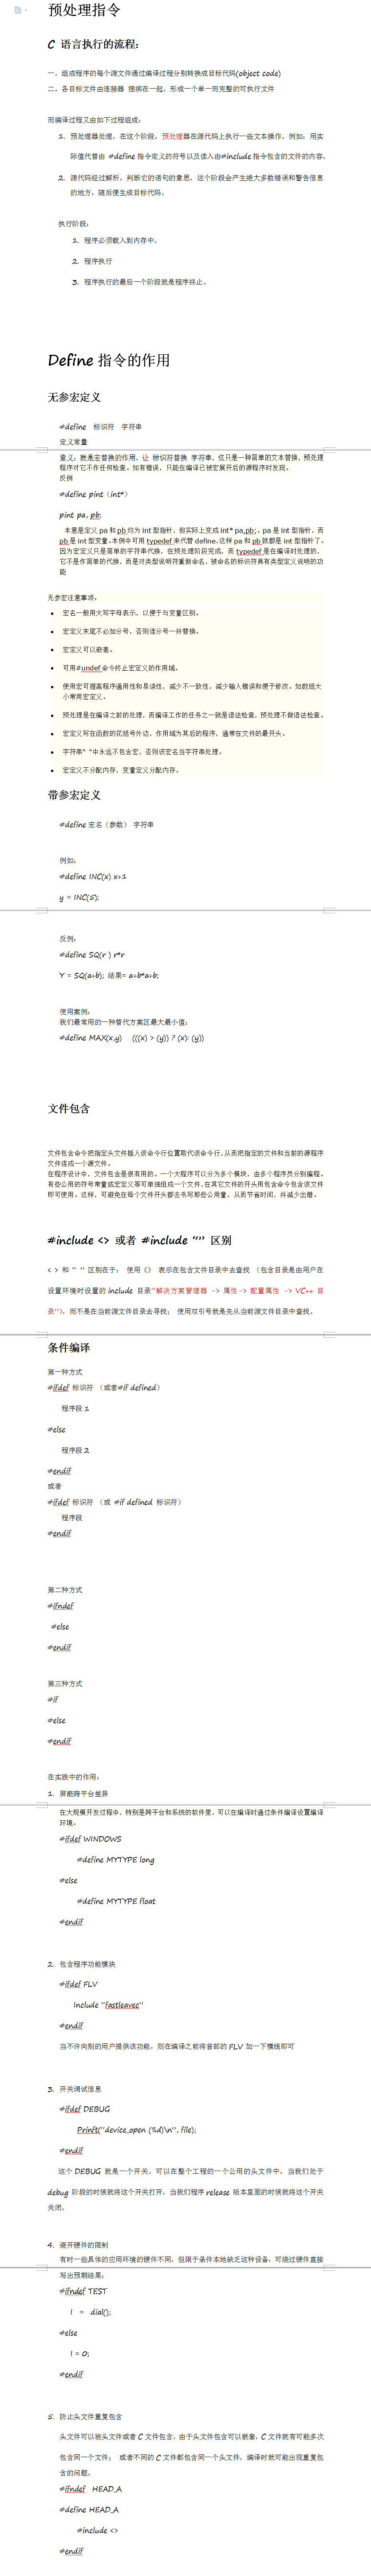 预处理指令
C 语言执行的流程：
一，组成程序的每个源文件通过编译过程分别转换成目标代码(object code)
二，各目标文件由连接器 捆绑在一起，形成一个单一而完整的可执行文件
而编译过程又由如下过程组成：
1. 预处理器处理，在这个阶段，预处理器在源代码上执行一些文本操作。例如：用实
际值代替由 #define 指令定义的符号以及读入由#include 指令包含的文件的内容。
2. 源代码经过解析，判断它的语句的意思，这个阶段会产生绝大多数错误和警告信息
的地方，随后便生成目标代码。
执行阶段：
1. 程序必须载入到内存中。
2. 程序执行
3. 程序执行的最后一个阶段就是程序终止。
Define 指令的作用
无参宏定义
#define 标识符 字符串
定义常量
意义：就是宏替换的作用，让 标识符替换 字符串，这只是一种简单的文本替换，预处理
程序对它不作任何检查。如有错误，只能在编译已被宏展开后的源程序时发现。
反例
#define pint（int*）
pint pa, pb;
本意是定义 pa 和 pb 均为 int 型指针，但实际上变成 int* pa,pb;。pa 是 int 型指针，而
pb 是 int 型变量。本例中可用 typedef 来代替 define，这样 pa 和 pb 就都是 int 型指针了。
因为宏定义只是简单的字符串代换，在预处理阶段完成，而 typedef 是在编译时处理的，
它不是作简单的代换，而是对类型说明符重新命名，被命名的标识符具有类型定义说明的功
能
无参宏注意事项：
• 宏名一般用大写字母表示，以便于与变量区别。
• 宏定义末尾不必加分号，否则连分号一并替换。
• 宏定义可以嵌套。
• 可用#undef 命令终止宏定义的作用域。
• 使用宏可提高程序通用性和易读性，减少不一致性，减少输入错误和便于修改。如数组大
小常用宏定义。
• 预处理是在编译之前的处理，而编译工作的任务之一就是语法检查，预处理不做语法检查。
• 宏定义写在函数的花括号外边，作用域为其后的程序，通常在文件的最开头。
• 字符串" "中永远不包含宏，否则该宏名当字符串处理。
• 宏定义不分配内存，变量定义分配内存。
带参宏定义
#define 宏名（参数） 字符串
例如：
#define INC(x) x+1
y = INC(5);
反例：
#define SQ(r ) r*r
Y = SQ(a+b); 结果= a+b*a+b;
使用案例：
我们最常用的一种替代方案区最大最小值：
#define MAX(x,y) (((x) > (y)) ? (x): (y))
文件包含
文件包含命令把指定头文件插入该命令行位置取代该命令行，从而把指定的文件和当前的源程序
文件连成一个源文件。
在程序设计中，文件包含是很有用的。一个大程序可以分为多个模块，由多个程序员分别编程。
有些公用的符号常量或宏定义等可单独组成一个文件，在其它文件的开头用包含命令包含该文件
即可使用。这样，可避免在每个文件开头都去书写那些公用量，从而节省时间，并减少出错。
#include <> 或者 #include “” 区别
< > 和 “ ” 区别在于： 使用《》 表示在包含文件目录中去查找 （包含目录是由用户在
设置环境时设置的 include 目录“解决方案管理器 -> 属性 -> 配置属性 -> VC++ 目
录”），而不是在当前源文件目录去寻找； 使用双引号就是先从当前源文件目录中查找。
条件编译
第一种方式
#ifdef 标识符 （或者#if defined）
程序段 1
#else
程序段 2
#endif
或者
#ifdef 标识符 （或 #if defined 标识符）
程序段
#endif
第二种方式
#ifndef
#else
#endif
第三种方式
#if
#else
#endif
在实践中的作用：
1. 屏蔽跨平台差异
在大规模开发过程中，特别是跨平台和系统的软件里，可以在编译时通过条件编译设置编译
环境。
#ifdef WINDOWS
#define MYTYPE long
#else
#define MYTYPE float
#endif
2. 包含程序功能模块
#ifdef FLV
Include "fastleavec"
#endif
当不许向别的用户提供该功能，则在编译之前将首部的 FLV 加一下横线即可
3. 开关调试信息
#ifdef DEBUG
Prinft("device_open (%d)\n", file);
#endif
这个 DEBUG 就是一个开关，可以在整个工程的一个公用的头文件中，当我们处于
debug 阶段的时候就将这个开关打开，当我们程序 release 版本里面的时候就将这个开关
关闭。
4. 避开硬件的限制
有时一些具体的应用环境的硬件不同，但限于条件本地缺乏这种设备，可绕过硬件直接
写出预期结果：
#ifndef TEST
I = dial();
#else
I = 0;
#endif
5. 防止头文件重复包含
头文件可以被头文件或者 C 文件包含，由于头文件包含可以嵌套，C 文件就有可能多次
包含同一个文件； 或者不同的 C 文件都包含同一个头文件，编译时就可能出现重复包
含的问题。
#ifndef HEAD_A
#define HEAD_A
#include <>
#endif